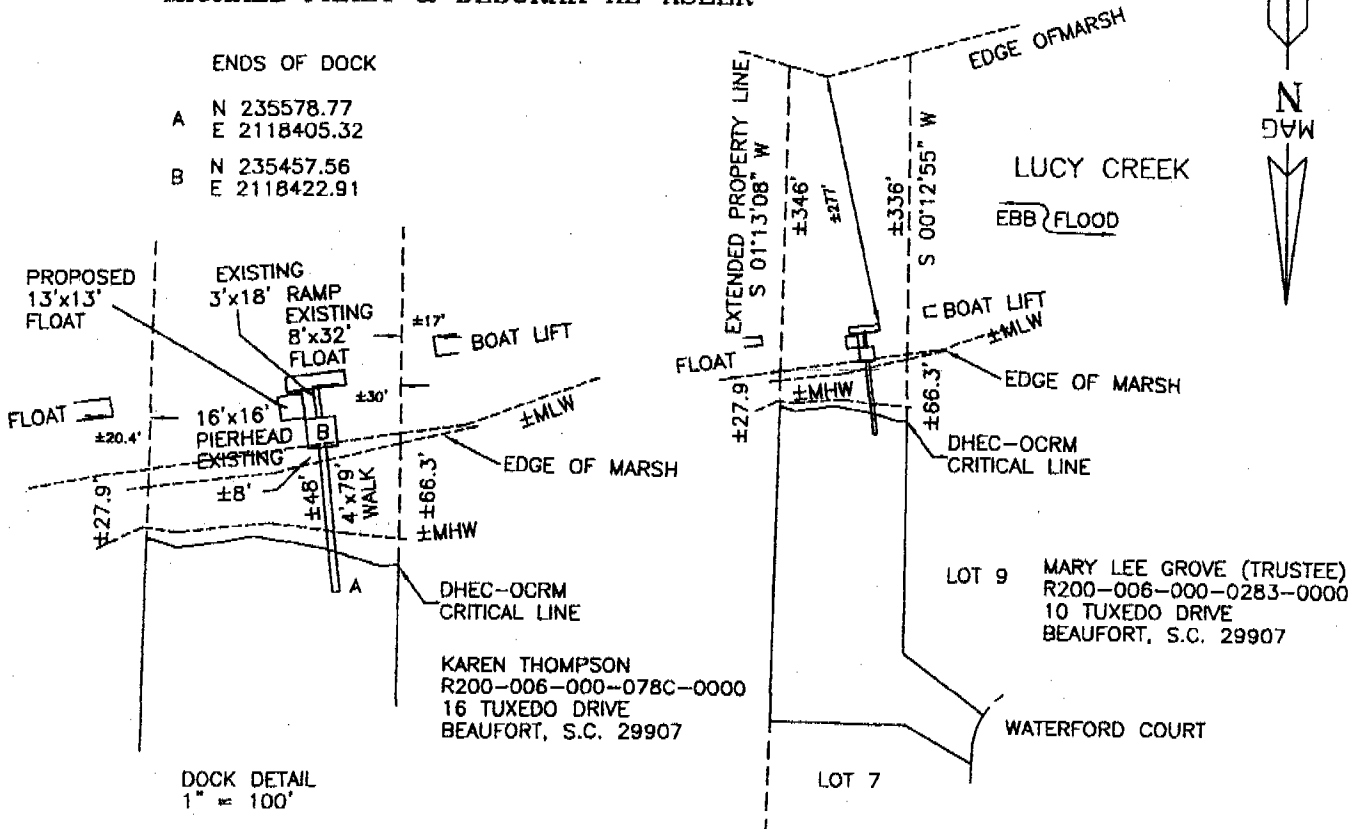 ENDS OF DOCK
A N 235578.77
E 2118405.32
B N 235457.56
E 2118422.91
PROPOSED
13'x13'
FLOAT
EXISTING
3'x18' RAMP
EXISTING
8'x32'
FLOAT
±17'
BOAT LIFT
±30'
FLOAT
±20.4'
16'x16'
PIERHEAD
EXISTING
B
±MLW
EDGE OF MARSH
±8'
±48'
4'x79'
WALK
±66.3'
±27.9'
±MHW
A
DHEC-OCRM
CRITICAL LINE
KAREN THOMPSON
R200-006-000-078C-0000
16 TUXEDO DRIVE
BEAUFORT, S.C. 29907
DOCK DETAIL
1" = 100'
EDGE OFMARSH
EXTENDED PROPERTY LINE
S 01°13'08" W
±346'
±277'
±336'
S 00°12'55" W
N
MAG
LUCY CREEK
EBB FLOOD
BOAT LIFT
±MLW
FLOAT
EDGE OF MARSH
±27.9
±MHW
±66.3'
DHEC-OCRM
CRITICAL LINE
LOT 9
MARY LEE GROVE (TRUSTEE)
R200-006-000-0283-0000
10 TUXEDO DRIVE
BEAUFORT, S.C. 29907
WATERFORD COURT
LOT 7